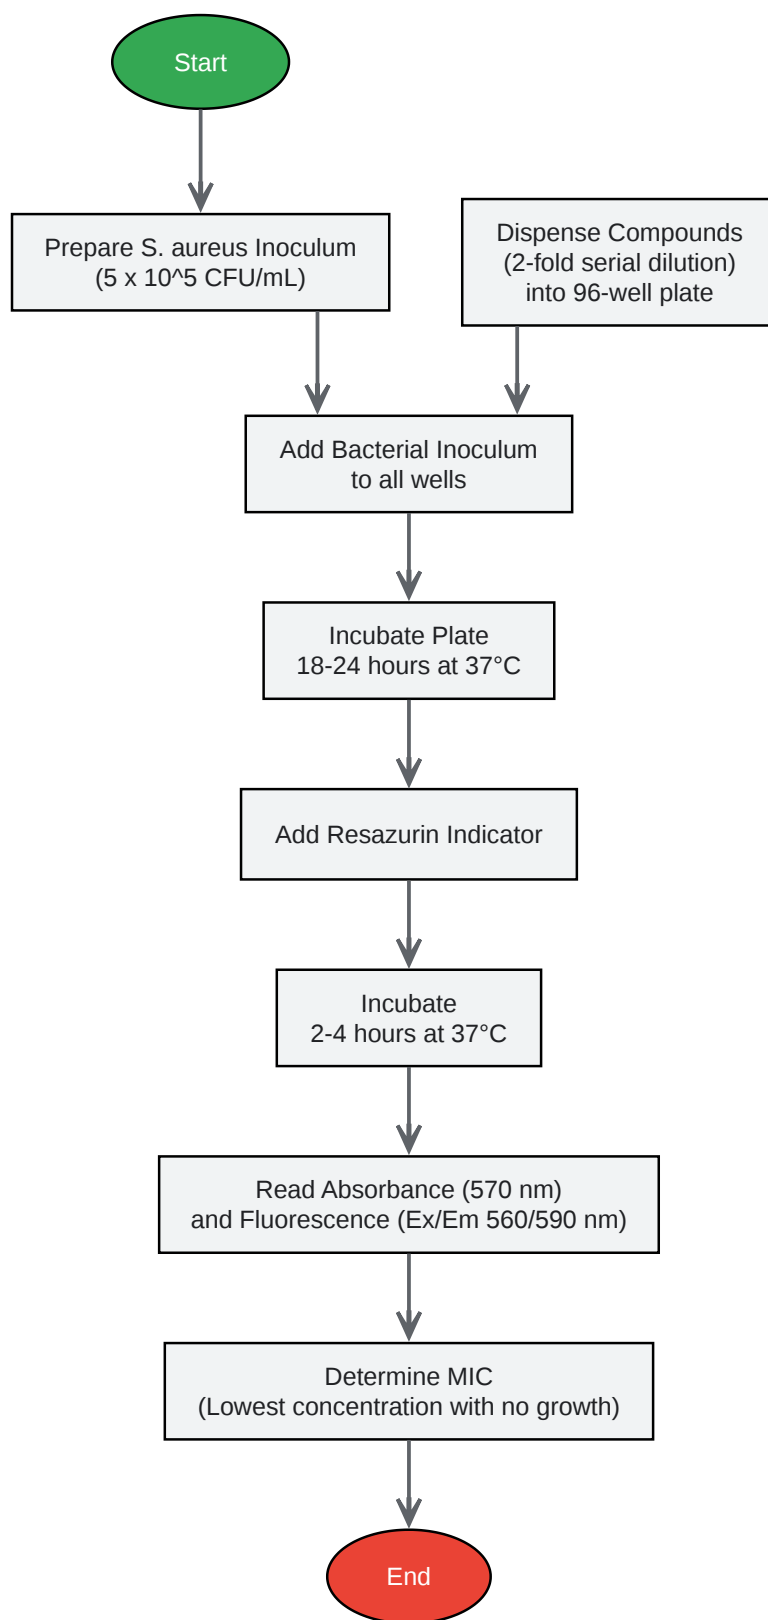 Start
Prepare S. aureus Inoculum
(5 x 10^5 CFU/mL)
Dispense Compounds
(2-fold serial dilution)
into 96-well plate
Add Bacterial Inoculum
to all wells
Incubate Plate
18-24 hours at 37°C
Add Resazurin Indicator
Incubate
2-4 hours at 37°C
Read Absorbance (570 nm)
and Fluorescence (Ex/Em 560/590 nm)
Determine MIC
(Lowest concentration with no growth)
End